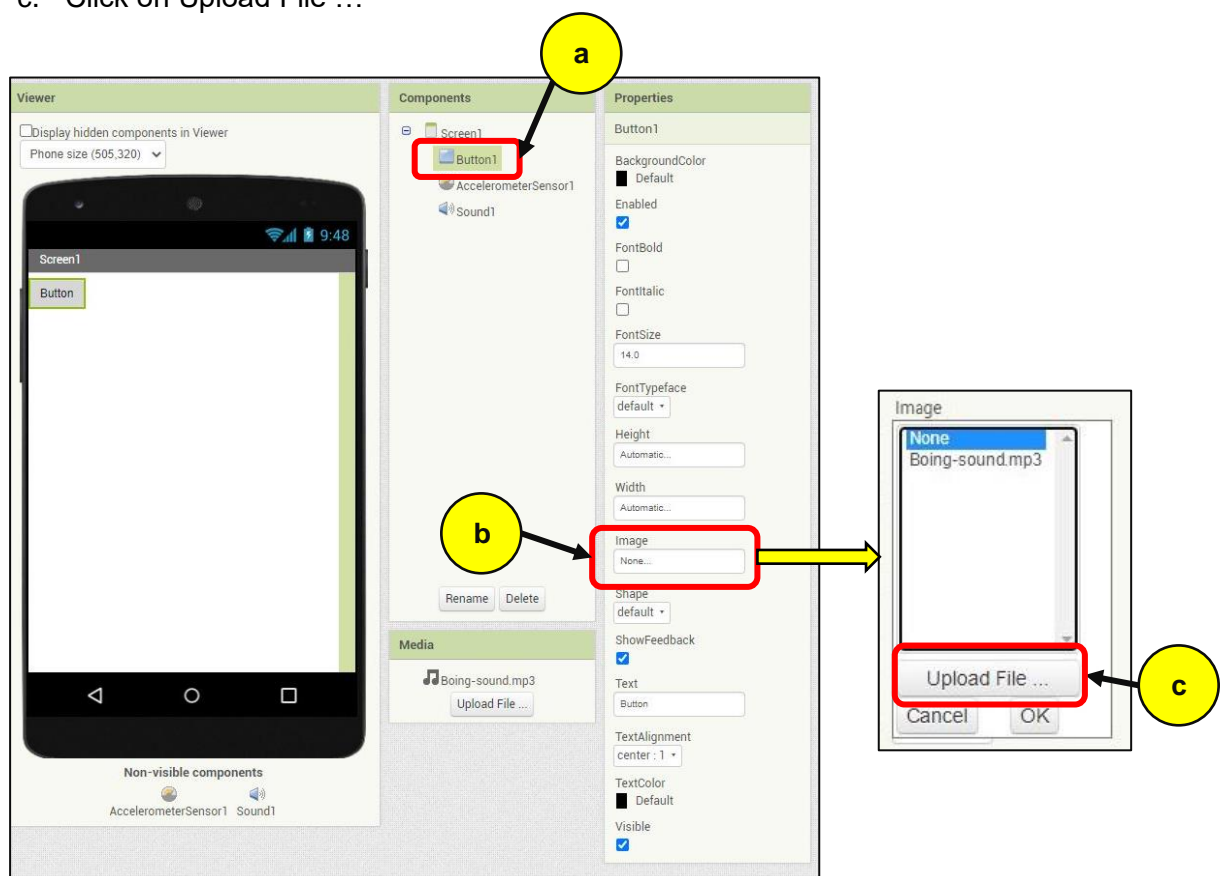 c. Click on Upload File …
a
Viewer
Display hidden components in Viewer
Phone size (505,320)
9:48
Screen1
Button
Non-visible components
AccelerometerSensor1 Sound1
Components
Screen1
Button1
AccelerometerSensor1
Sound1
b
Rename Delete
Media
Boing-sound.mp3
Upload File ...
Properties
Button1
BackgroundColor
Default
Enabled
FontBold
FontItalic
FontSize
14.0
FontTypeface
default
Height
Automatic...
Width
Automatic...
Image
None...
Shape
default
ShowFeedback
Text
Button
TextAlignment
center : 1
TextColor
Default
Visible
Image
None
Boing-sound.mp3
Upload File ...
Cancel OK
c